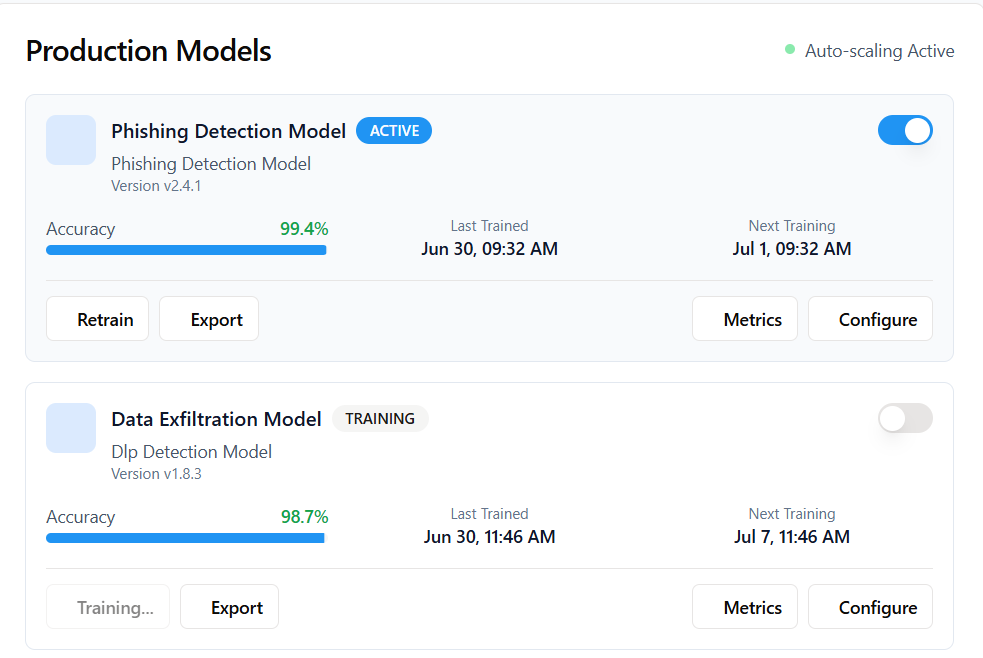 Production Models
Auto-scaling Active
Phishing Detection Model ACTIVE
Phishing Detection Model
Version v2.4.1
Accuracy 99.4%
Last Trained
Jun 30, 09:32 AM
Next Training
Jul 1, 09:32 AM
Retrain Export Metrics Configure
Data Exfiltration Model TRAINING
Dlp Detection Model
Version v1.8.3
Accuracy 98.7%
Last Trained
Jun 30, 11:46 AM
Next Training
Jul 7, 11:46 AM
Training... Export Metrics Configure